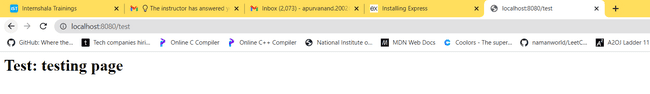 Internshala Trainings
The instructor has answered y
Inbox (2,073) - apurvanand.200
Installing Express
localhost:8080/test
localhost:8080/test
GitHub: Where the...
Tech companies hiri...
Online C Compiler
Online C++ Compiler
National Institute o...
MDN Web Docs
Coolors - The super...
namanworld/LeetC...
A2OJ Ladder 11
Test: testing page